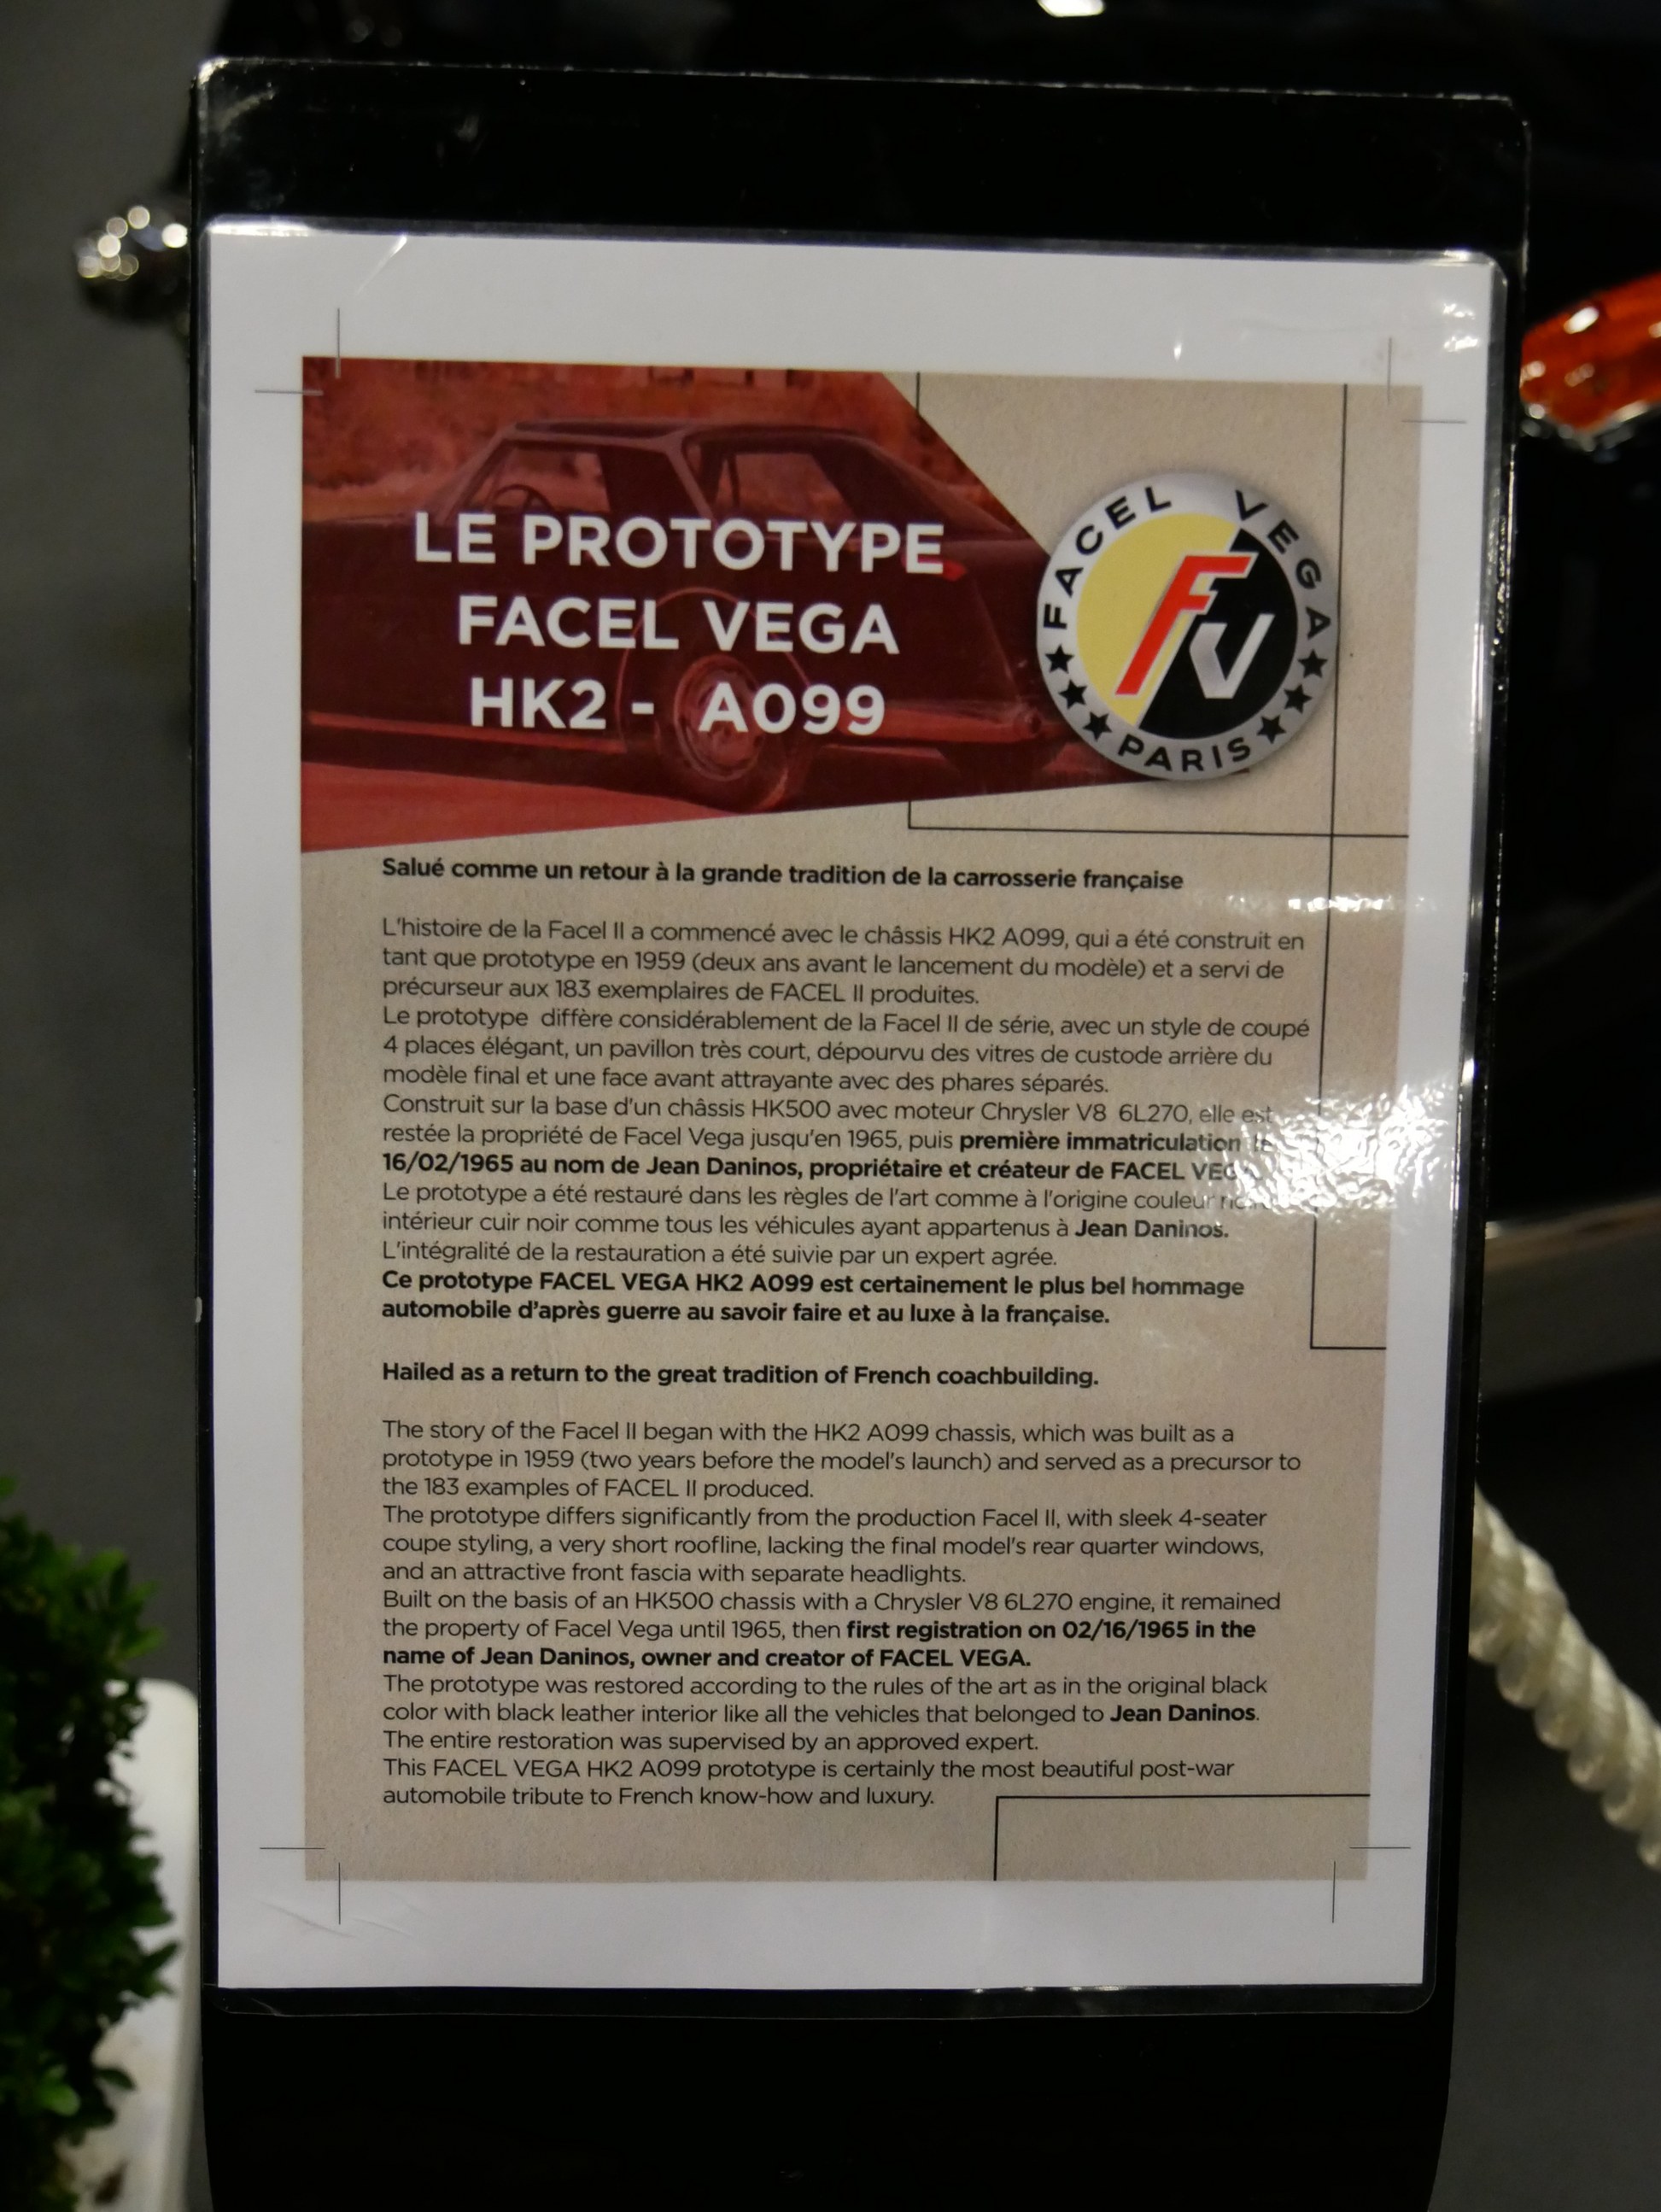 LE PROTOTYPE
FACEL VEGA
HK2 - A099
FACEL VEGA
FV
PARIS
Salué comme un retour à la grande tradition de la carrosserie française
L'histoire de la Facel II a commencé avec le châssis HK2 A099, qui a été construit en
tant que prototype en 1959 (deux ans avant le lancement du modèle) et a servi de
précurseur aux 183 exemplaires de FACEL II produites.
Le prototype diffère considérablement de la Facel II de série, avec un style de coupé
4 places élégant, un pavillon très court, dépourvu des vitres de custode arrière du
modèle final et une face avant attrayante avec des phares séparés.
Construit sur la base d'un châssis HK500 avec moteur Chrysler V8 6L270, elle est
restée la propriété de Facel Vega jusqu'en 1965, puis première immatriculation le
16/02/1965 au nom de Jean Daninos, propriétaire et créateur de FACEL VEGA.
Le prototype a été restauré dans les règles de l'art comme à l'origine couleur
intérieur cuir noir comme tous les véhicules ayant appartenus à Jean Daninos.
L'intégralité de la restauration a été suivie par un expert agrée.
Ce prototype FACEL VEGA HK2 A099 est certainement le plus bel hommage
automobile d'après guerre au savoir faire et au luxe à la française.
Hailed as a return to the great tradition of French coachbuilding.
The story of the Facel II began with the HK2 A099 chassis, which was built as a
prototype in 1959 (two years before the model's launch) and served as a precursor to
the 183 examples of FACEL II produced.
The prototype differs significantly from the production Facel II, with sleek 4-seater
coupe styling, a very short roofline, lacking the final model's rear quarter windows,
and an attractive front fascia with separate headlights.
Built on the basis of an HK500 chassis with a Chrysler V8 6L270 engine, it remained
the property of Facel Vega until 1965, then first registration on 02/16/1965 in the
name of Jean Daninos, owner and creator of FACEL VEGA.
The prototype was restored according to the rules of the art as in the original black
color with black leather interior like all the vehicles that belonged to Jean Daninos.
The entire restoration was supervised by an approved expert.
This FACEL VEGA HK2 A099 prototype is certainly the most beautiful post-war
automobile tribute to French know-how and luxury.